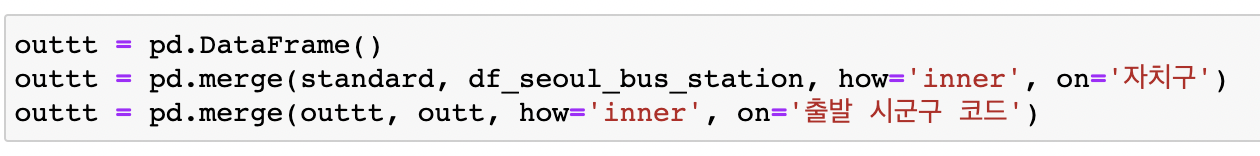 outtt = pd.DataFrame()
outtt = pd.merge(standard, df_seoul_bus_station, how='inner', on='자치구')
outtt = pd.merge(outtt, outt, how='inner', on='출발 시군구 코드')